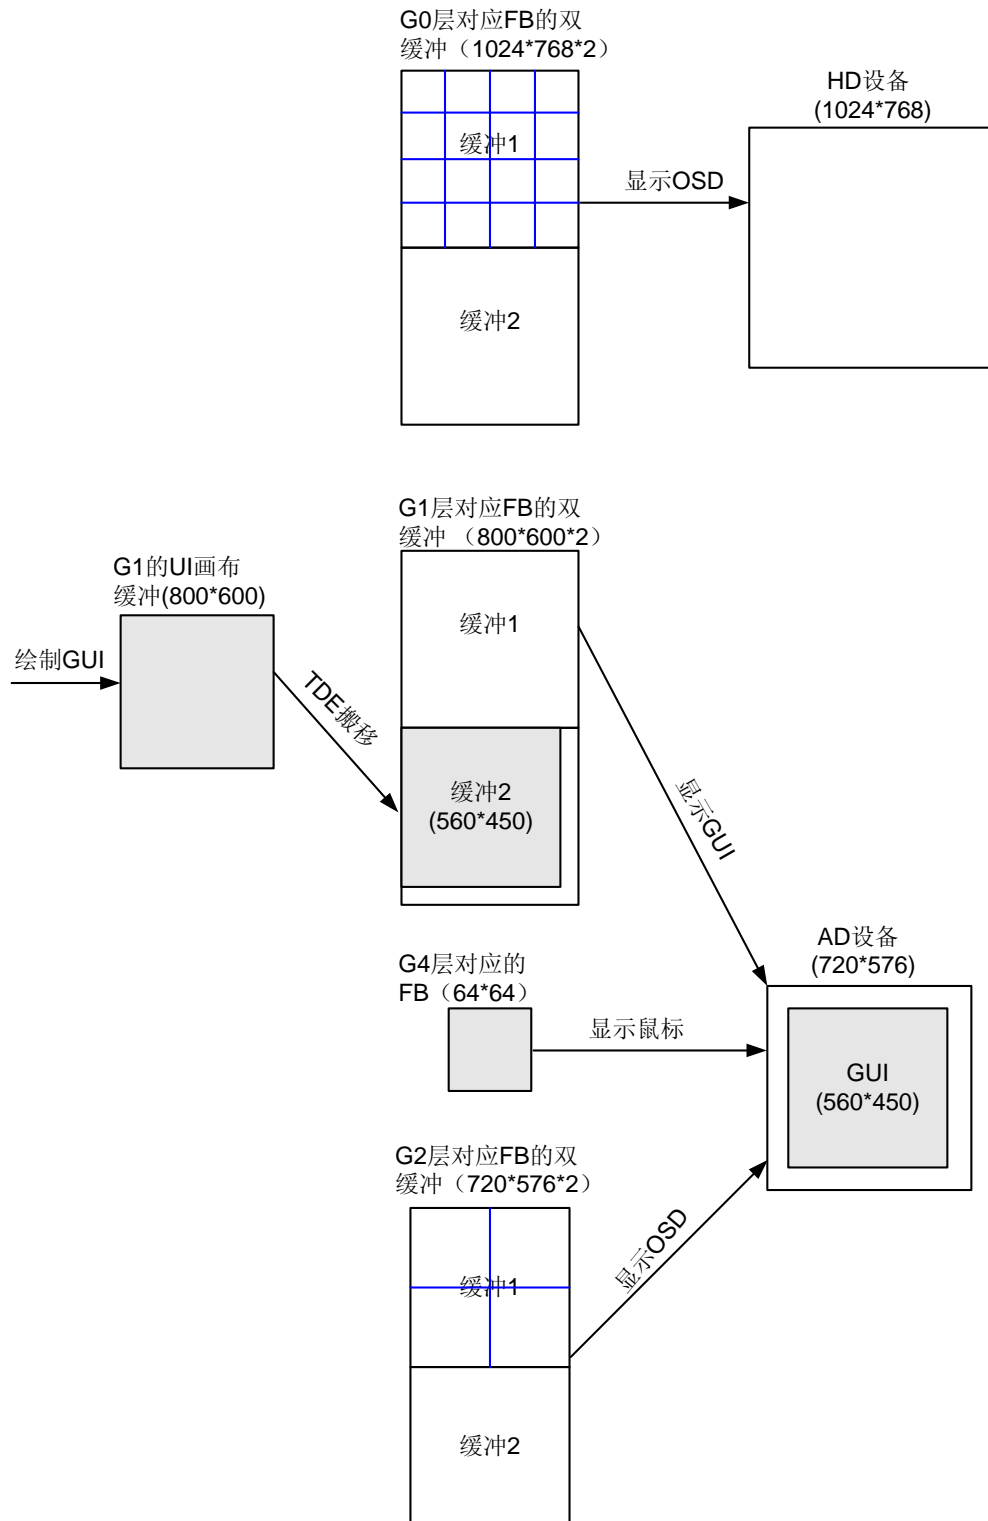 G0层对应FB的双
缓冲（1024*768*2）
缓冲1
缓冲2
显示OSD
HD设备
(1024*768)
G1层对应FB的双
缓冲 （800*600*2）
G1的UI画布
缓冲(800*600)
绘制GUI
TDE搬移
缓冲1
缓冲2
(560*450)
显示GUI
AD设备
(720*576)
G4层对应的
FB（64*64）
显示鼠标
GUI
(560*450)
G2层对应FB的双
缓冲（720*576*2）
缓冲1
显示OSD
缓冲2